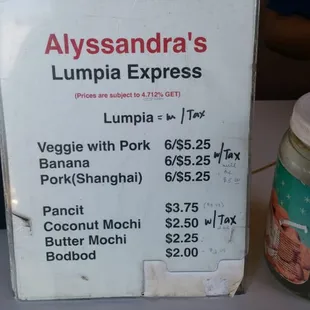 Alyssandra's
Lumpia Express
(Prices are subject to 4.712% GET)
Lumpia = w/Tax
Veggie with Pork 6/$5.25
Banana 6/$5.25 w/Tax
Pork(Shanghai) 6/$5.25
Pancit $3.75
Coconut Mochi $2.50 w/Tax
Butter Mochi $2.25
Bodbod $2.00